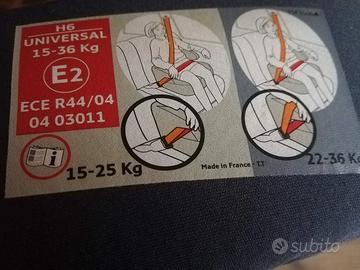 H6
UNIVERSAL
15-36 Kg
E2
ECE R44/04
04 03011
i
15-25 Kg
Made in France - TT
22-36 Kg
subito